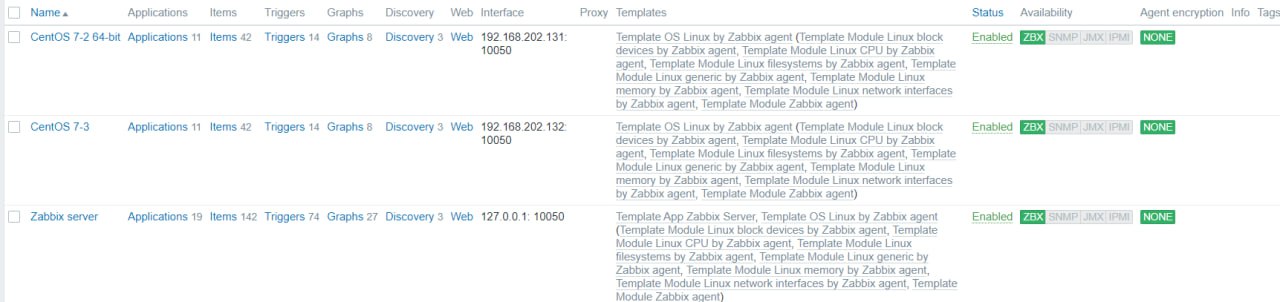 Name Applications Items Triggers Graphs Discovery Web Interface Proxy Templates Status Availability Agent encryption Info Tags
CentOS 7-2 64-bit Applications 11 Items 42 Triggers 14 Graphs 8 Discovery 3 Web 192.168.202.131: Template OS Linux by Zabbix agent (Template Module Linux block Enabled ZBX SNMP JMX IPMI NONE
10050 devices by Zabbix agent, Template Module Linux CPU by Zabbix
agent, Template Module Linux filesystems by Zabbix agent, Template
Module Linux generic by Zabbix agent, Template Module Linux
memory by Zabbix agent, Template Module Linux network interfaces
by Zabbix agent, Template Module Zabbix agent)
CentOS 7-3 Applications 11 Items 42 Triggers 14 Graphs 8 Discovery 3 Web 192.168.202.132: Template OS Linux by Zabbix agent (Template Module Linux block Enabled ZBX SNMP JMX IPMI NONE
10050 devices by Zabbix agent, Template Module Linux CPU by Zabbix
agent, Template Module Linux filesystems by Zabbix agent, Template
Module Linux generic by Zabbix agent, Template Module Linux
memory by Zabbix agent, Template Module Linux network interfaces
by Zabbix agent, Template Module Zabbix agent)
Zabbix server Applications 19 Items 142 Triggers 74 Graphs 27 Discovery 3 Web 127.0.0.1: 10050 Template App Zabbix Server, Template OS Linux by Zabbix agent Enabled ZBX SNMP JMX IPMI NONE
(Template Module Linux block devices by Zabbix agent, Template
Module Linux CPU by Zabbix agent, Template Module Linux
filesystems by Zabbix agent, Template Module Linux generic by
Zabbix agent, Template Module Linux memory by Zabbix agent,
Template Module Linux network interfaces by Zabbix agent, Template
Module Zabbix agent)